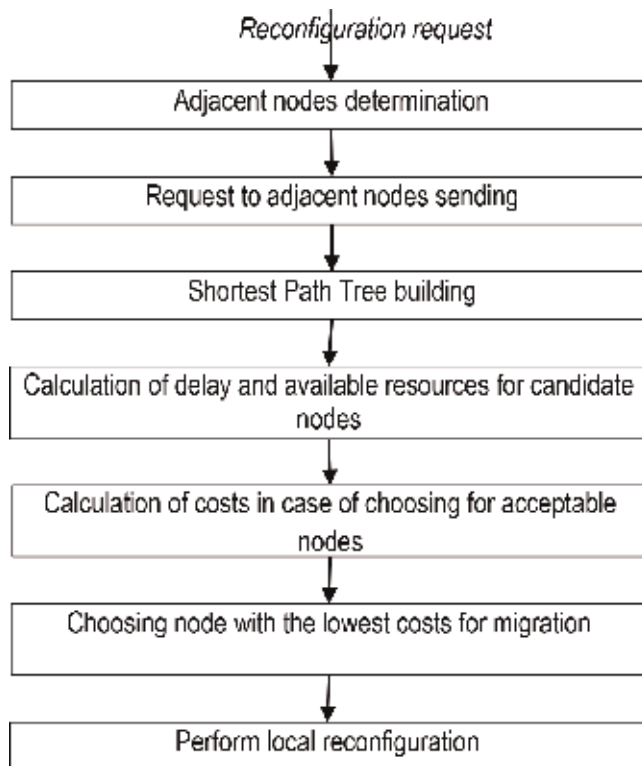 Reconfiguration request
Adjacent nodes determination
Request to adjacent nodes sending
Shortest Path Tree building
Calculation of delay and available resources for candidate
nodes
Calculation of costs in case of choosing for acceptable
nodes
Choosing node with the lowest costs for migration
Perform local reconfiguration